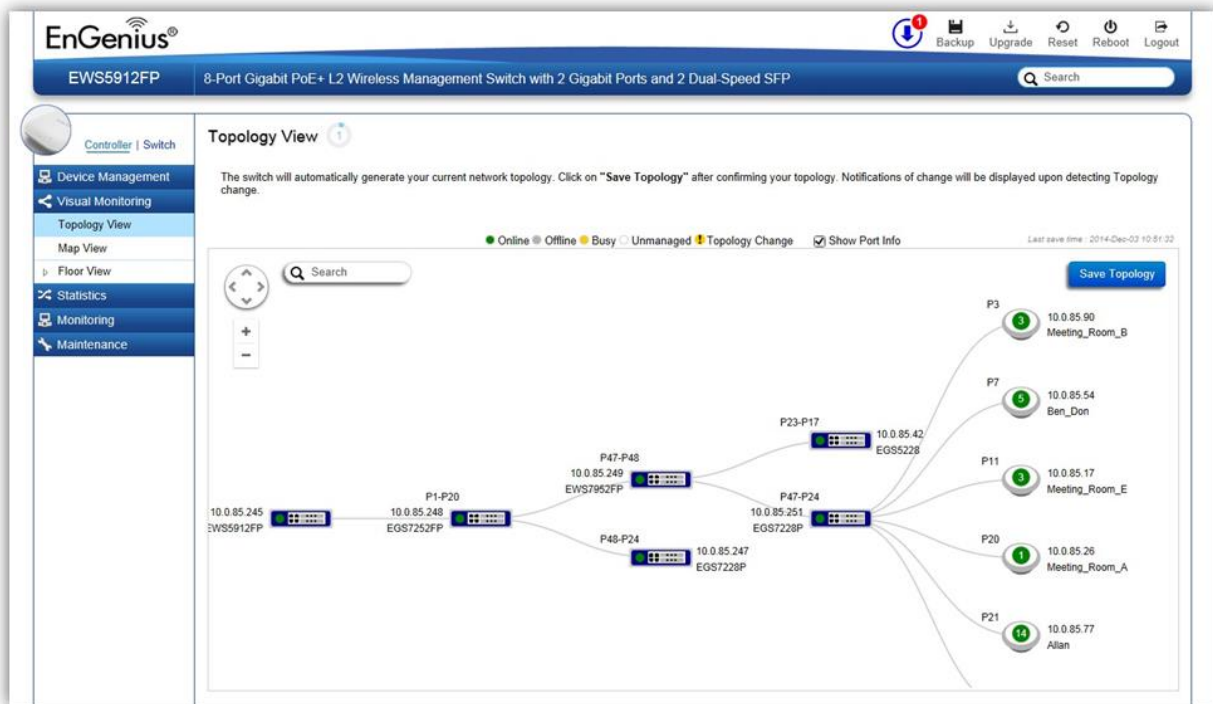 EnGenius®
1
Backup Upgrade Reset Reboot Logout
EWS5912FP
8-Port Gigabit PoE+ L2 Wireless Management Switch with 2 Gigabit Ports and 2 Dual-Speed SFP
Search
Controller | Switch
Device Management
Visual Monitoring
Topology View
Map View
Floor View
Statistics
Monitoring
Maintenance
Topology View 1
The switch will automatically generate your current network topology. Click on "Save Topology" after confirming your topology. Notifications of change will be displayed upon detecting Topology
change.
Online Offline Busy Unmanaged Topology Change Show Port Info
Last save time : 2014-Dec-03 10:51:33
Search
Save Topology
+
−
10.0.85.245
EWS5912FP
P1-P20
10.0.85.248
EGS7252FP
P47-P48
10.0.85.249
EWS7952FP
P48-P24
10.0.85.247
EGS7228P
P23-P17
10.0.85.42
EGS5228
P47-P24
10.0.85.251
EGS7228P
P3
3
10.0.85.90
Meeting_Room_B
P7
5
10.0.85.54
Ben_Don
P11
3
10.0.85.17
Meeting_Room_E
P20
1
10.0.85.26
Meeting_Room_A
P21
14
10.0.85.77
Allan